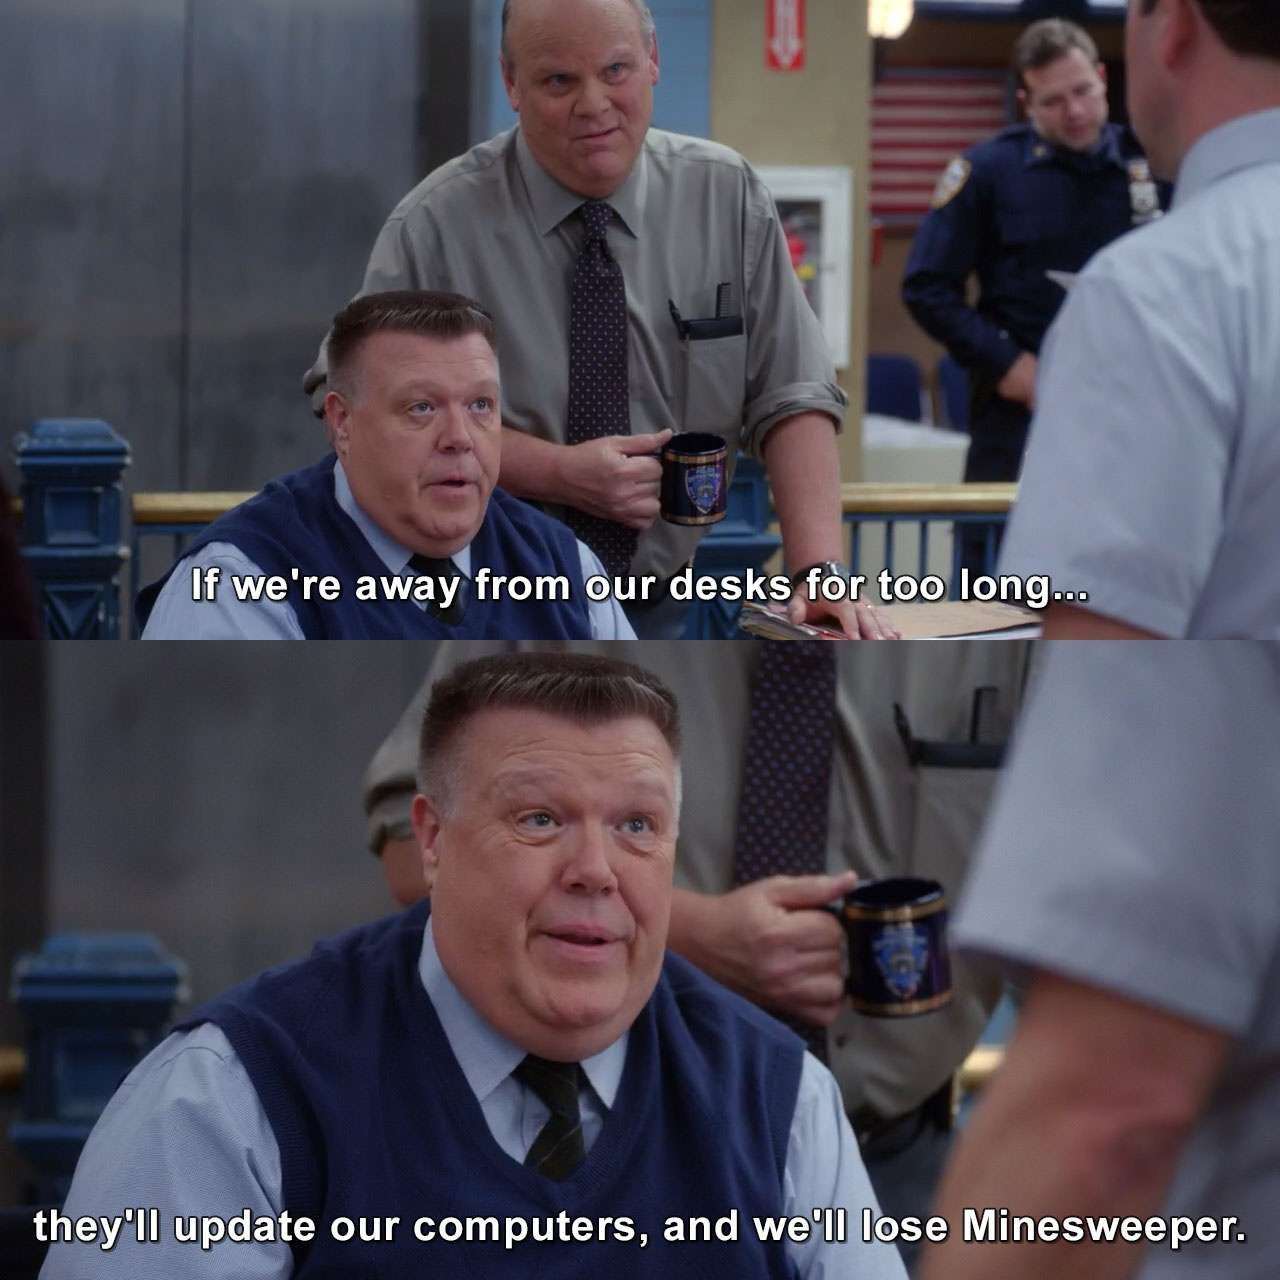 If we're away from our desks for too long...
they'll update our computers, and we'll lose Minesweeper.